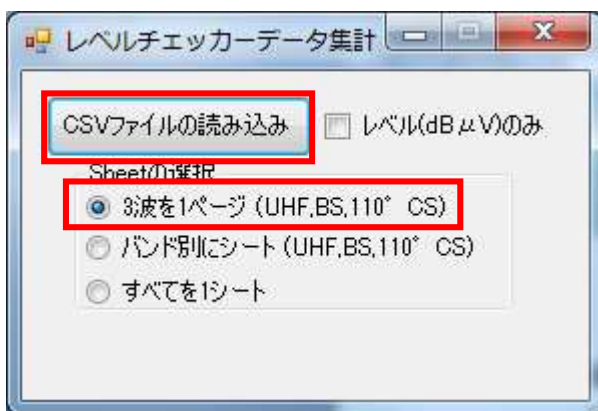 レベルチェッカーデータ集計
CSVファイルの読み込み
レベル(dBμV)のみ
Sheetの選択
3波を1ページ (UHF,BS,110° CS)
バンド別にシート (UHF,BS,110° CS)
すべてを1シート